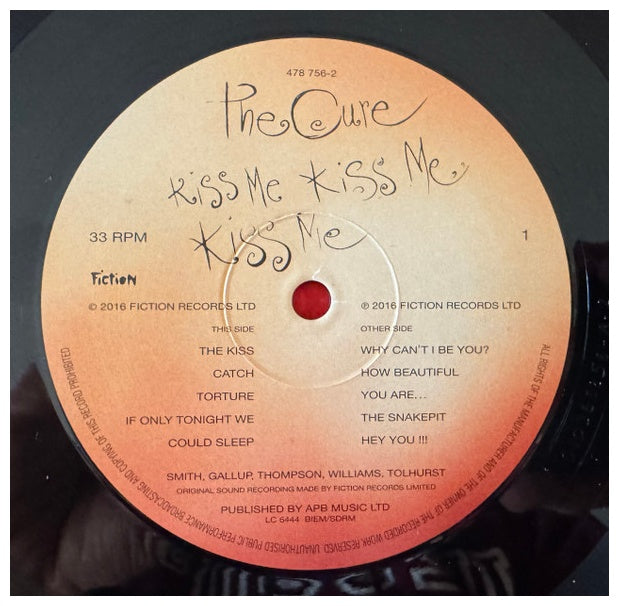 478 756-2
The Cure
Kiss Me Kiss Me
Kiss Me
33 RPM
1
Fiction
© 2016 FICTION RECORDS LTD
℗ 2016 FICTION RECORDS LTD
THIS SIDE
THE KISS
CATCH
TORTURE
IF ONLY TONIGHT WE
COULD SLEEP
OTHER SIDE
WHY CAN'T I BE YOU?
HOW BEAUTIFUL
YOU ARE...
THE SNAKEPIT
HEY YOU !!!
SMITH, GALLUP, THOMPSON, WILLIAMS, TOLHURST
ORIGINAL SOUND RECORDING MADE BY FICTION RECORDS LIMITED
PUBLISHED BY APB MUSIC LTD
LC 6444 BIEM/SDRM
ALL RIGHTS OF THE MANUFACTURER AND OF THE OWNER OF THE RECORDED WORK RESERVED. UNAUTHORISED PUBLIC PERFORMANCE BROADCASTING AND COPYING OF THIS RECORD PROHIBITED